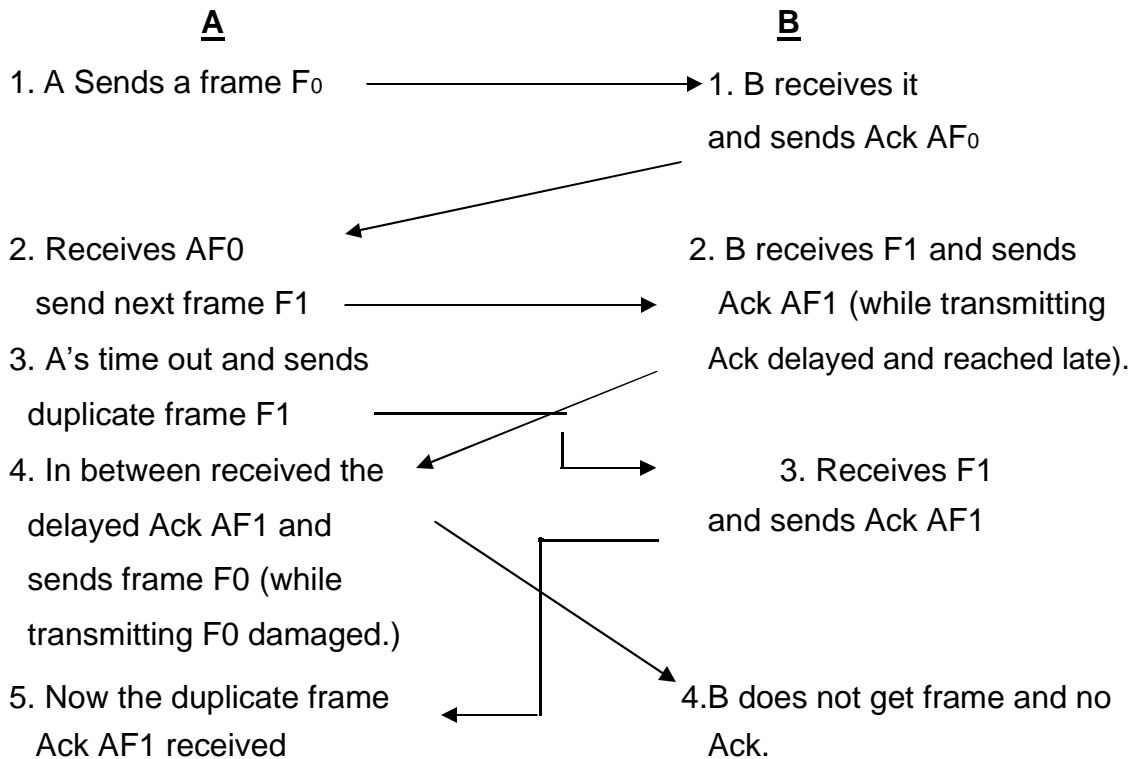 A
B
1. A Sends a frame F0
1. B receives it
and sends Ack AF0
2. Receives AF0
send next frame F1
2. B receives F1 and sends
Ack AF1 (while transmitting
Ack delayed and reached late).
3. A's time out and sends
duplicate frame F1
4. In between received the
delayed Ack AF1 and
sends frame F0 (while
transmitting F0 damaged.)
3. Receives F1
and sends Ack AF1
5. Now the duplicate frame
Ack AF1 received
4.B does not get frame and no
Ack.